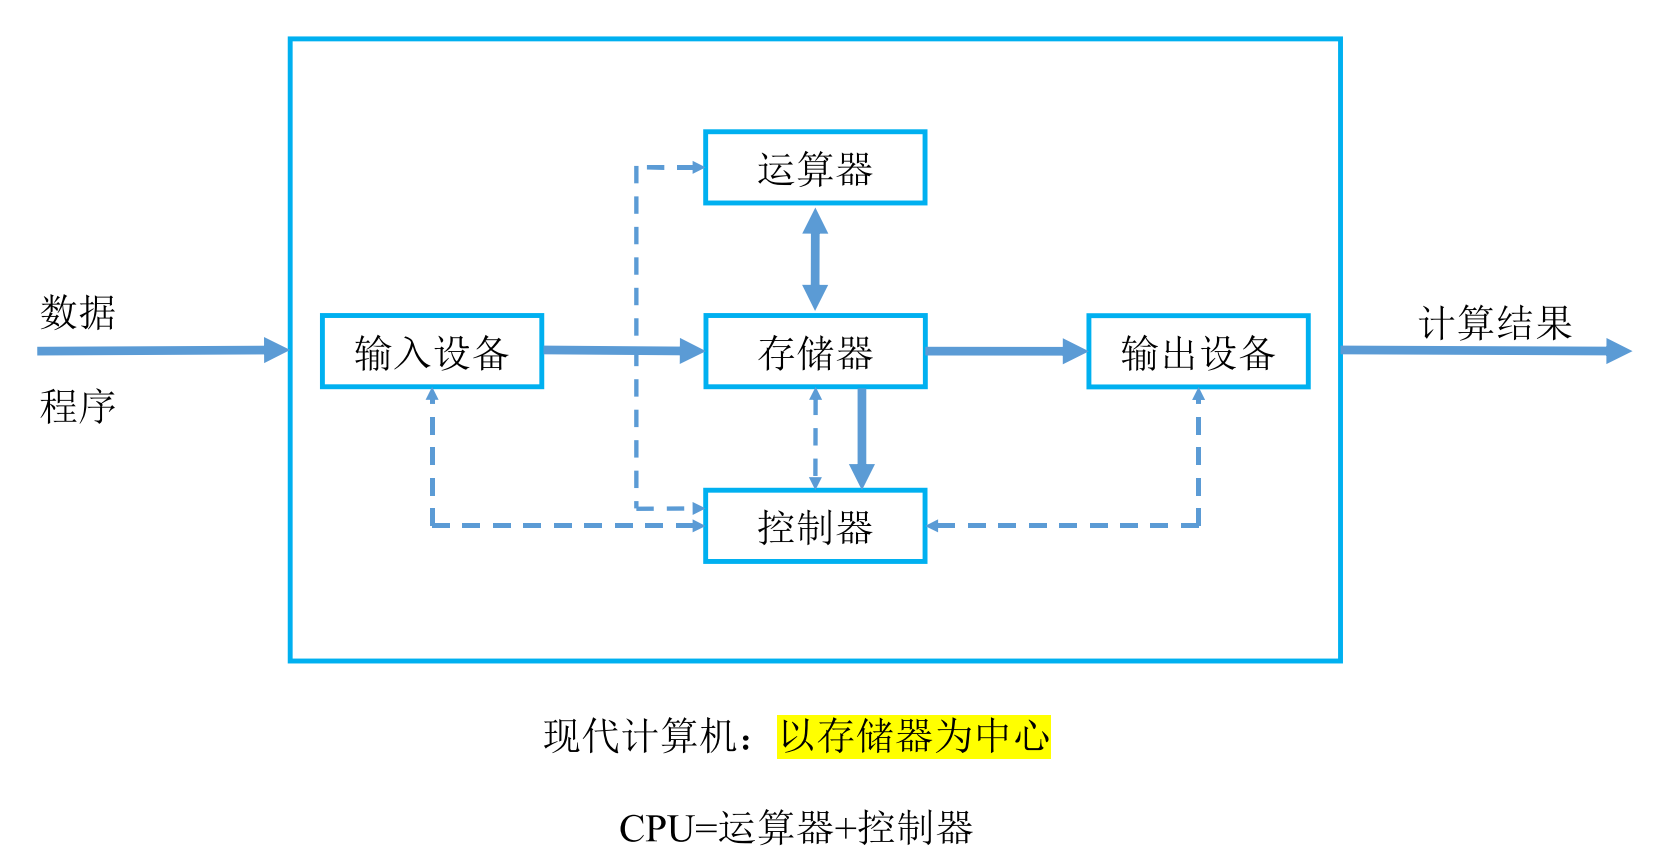 运算器
数据
程序
输入设备
存储器
输出设备
计算结果
控制器
现代计算机：以存储器为中心
CPU=运算器+控制器